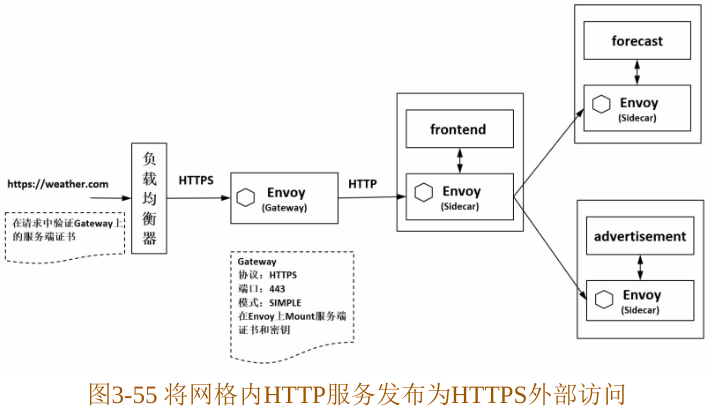 https://weather.com
在请求中验证Gateway上
的服务端证书
负
载
均
衡
器
HTTPS
Envoy
(Gateway)
Gateway
协议：HTTPS
端口：443
模式：SIMPLE
在Envoy上Mount服务端
证书和密钥
HTTP
frontend
Envoy
(Sidecar)
forecast
Envoy
(Sidecar)
advertisement
Envoy
(Sidecar)
图3-55 将网格内HTTP服务发布为HTTPS外部访问